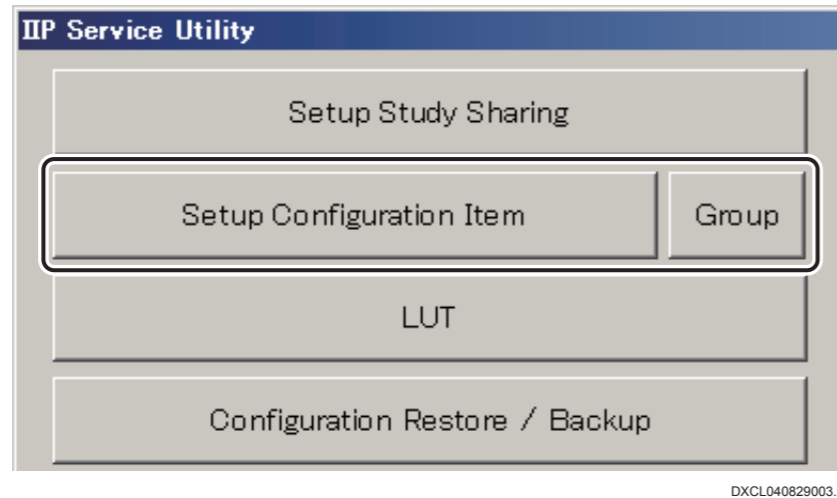 IIP Service Utility
Setup Study Sharing
Setup Configuration Item
Group
LUT
Configuration Restore / Backup
DXCL040829003.